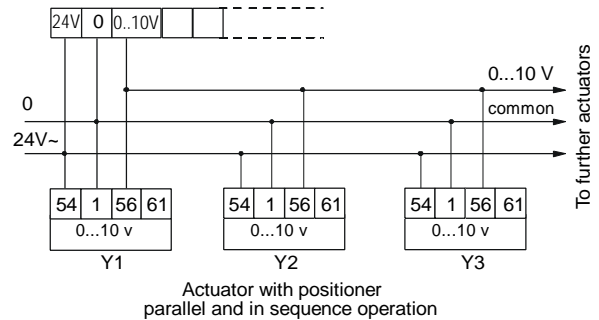 24V 0 0..10V
0...10 V
0 common
24V~
To further actuators
54 1 56 61 54 1 56 61 54 1 56 61
0...10 v 0...10 v 0...10 v
Y1 Y2 Y3
Actuator with positioner
parallel and in sequence operation